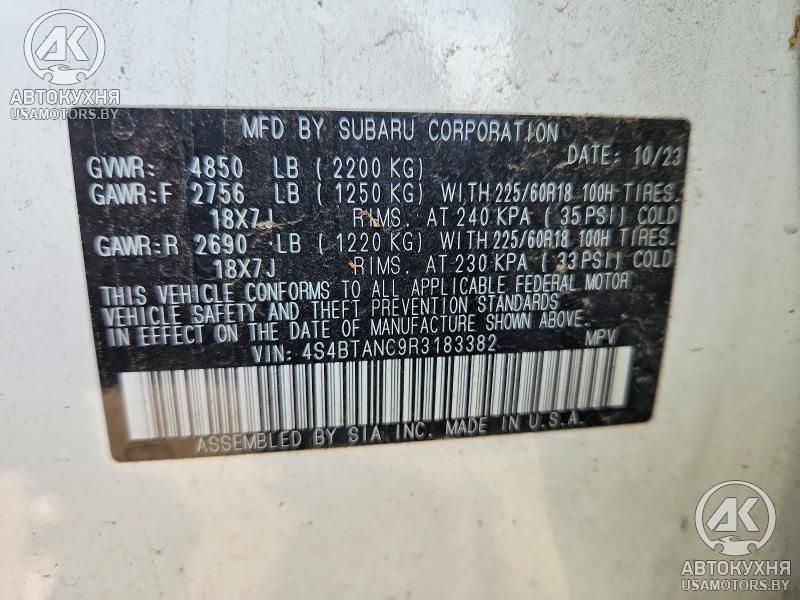 АК
АВТОКУХНЯ
USAMOTORS.BY
MFD BY SUBARU CORPORATION
DATE: 10/23
GVWR: 4850 LB (2200 KG)
GAWR:F 2756 LB (1250 KG) WITH 225/60R18 100H TIRES.
18X7J RIMS. AT 240 KPA (35 PSI) COLD
GAWR:R 2690 LB (1220 KG) WITH 225/60R18 100H TIRES.
18X7J RIMS. AT 230 KPA (33 PSI) COLD
THIS VEHICLE CONFORMS TO ALL APPLICABLE FEDERAL MOTOR
VEHICLE SAFETY AND THEFT PREVENTION STANDARDS
IN EFFECT ON THE DATE OF MANUFACTURE SHOWN ABOVE.
VIN: 4S4BTANC9R3183382 MPV
ASSEMBLED BY SIA INC. MADE IN U.S.A.
АК
АВТОКУХНЯ
USAMOTORS.BY